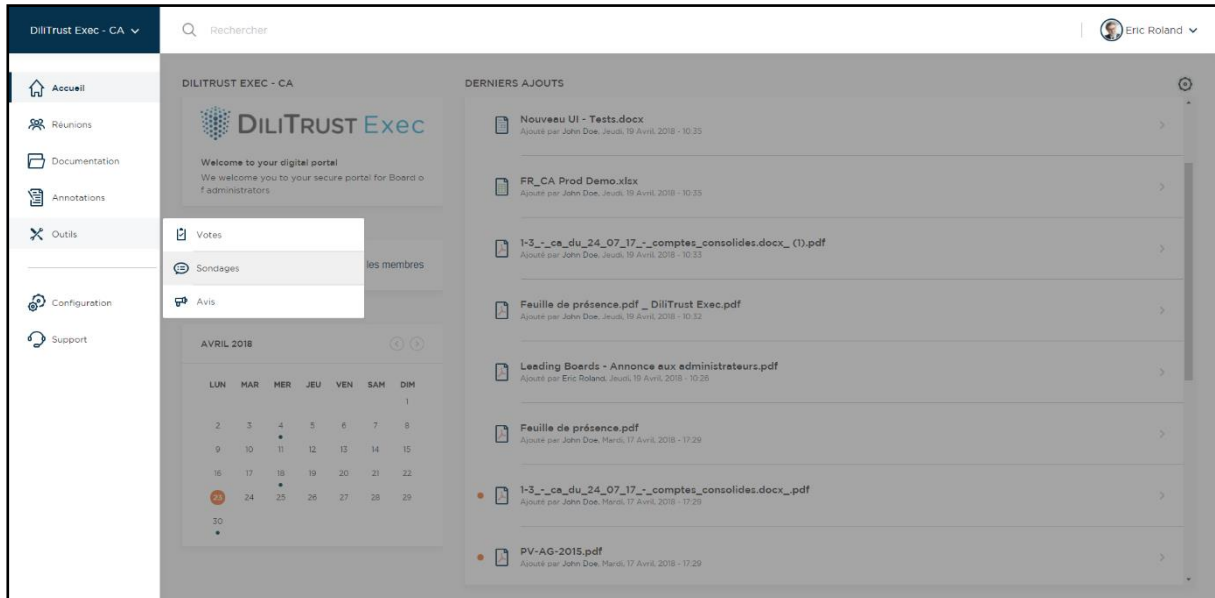 DiliTrust Exec - CA
Rechercher
Eric Roland
Accueil
Réunions
Documentation
Annotations
Outils
Configuration
Support
Votes
Sondages
Avis
DILITRUST EXEC - CA
DILITRUST Exec
Welcome to your digital portal
We welcome you to your secure portal for Board o
f administrators
les membres
AVRIL 2018
LUN MAR MER JEU VEN SAM DIM
1
2 3 4 5 6 7 8
9 10 11 12 13 14 15
16 17 18 19 20 21 22
23 24 25 26 27 28 29
30
DERNIERS AJOUTS
Nouveau UI - Tests.docx
Ajouté par John Doe, Jeudi, 19 Avril, 2018 - 10:35
FR_CA Prod Demo.xlsx
Ajouté par John Doe, Jeudi, 19 Avril, 2018 - 10:33
1-3_-_ca_du_24_07_17_-_comptes_consolides.docx_ (1).pdf
Ajouté par John Doe, Jeudi, 19 Avril, 2018 - 10:33
Feuille de présence.pdf _ DiliTrust Exec.pdf
Ajouté par John Doe, Jeudi, 19 Avril, 2018 - 10:32
Leading Boards - Annonce aux administrateurs.pdf
Ajouté par Eric Roland, Jeudi, 19 Avril, 2018 - 10:26
Feuille de présence.pdf
Ajouté par John Doe, Mardi, 17 Avril, 2018 - 17:29
1-3_-_ca_du_24_07_17_-_comptes_consolides.docx_.pdf
Ajouté par John Doe, Mardi, 17 Avril, 2018 - 17:29
PV-AG-2015.pdf
Ajouté par John Doe, Mardi, 17 Avril, 2018 - 17:29